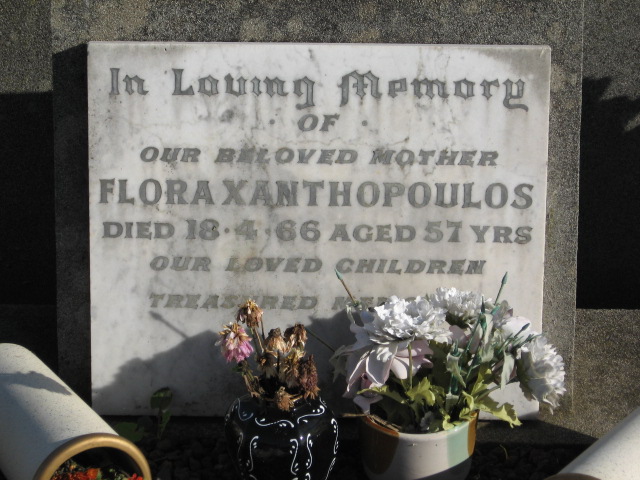 In Loving Memory
OF
OUR BELOVED MOTHER
FLORA XANTHOPOULOS
DIED 18·4·66 AGED 57 YRS
OUR LOVED CHILDREN
TREASURED